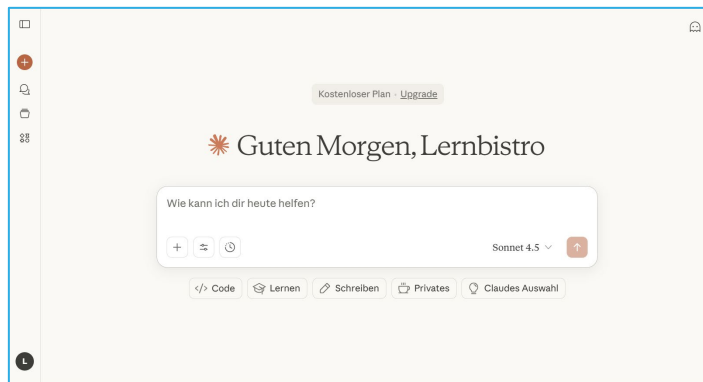 Kostenloser Plan · Upgrade
Guten Morgen, Lernbistro
Wie kann ich dir heute helfen?
Sonnet 4.5
</> Code
Lernen
Schreiben
Privates
Claudes Auswahl
L